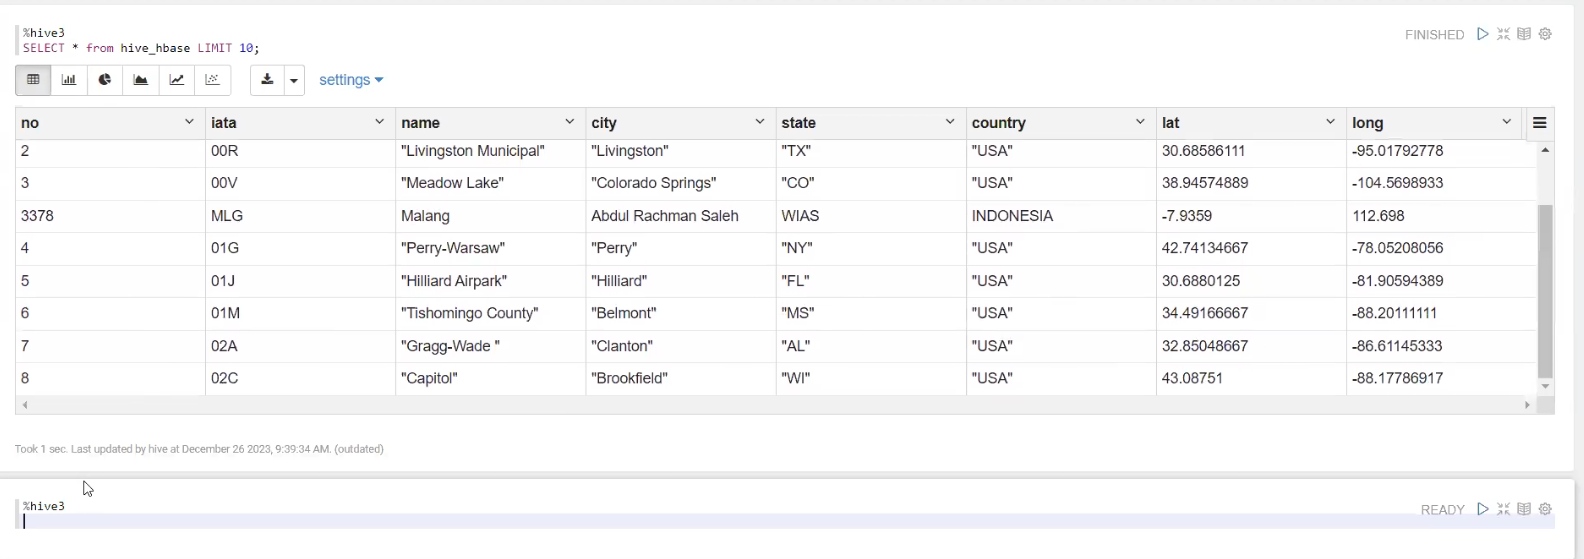 %hive3
SELECT * from hive_hbase LIMIT 10;
FINISHED
settings
no iata name city state country lat long
2 00R "Livingston Municipal" "Livingston" "TX" "USA" 30.68586111 -95.01792778
3 00V "Meadow Lake" "Colorado Springs" "CO" "USA" 38.94574889 -104.5698933
3378 MLG Malang Abdul Rachman Saleh WIAS INDONESIA -7.9359 112.698
4 01G "Perry-Warsaw" "Perry" "NY" "USA" 42.74134667 -78.05208056
5 01J "Hilliard Airpark" "Hilliard" "FL" "USA" 30.6880125 -81.90594389
6 01M "Tishomingo County" "Belmont" "MS" "USA" 34.49166667 -88.20111111
7 02A "Gragg-Wade " "Clanton" "AL" "USA" 32.85048667 -86.61145333
8 02C "Capitol" "Brookfield" "WI" "USA" 43.08751 -88.17786917
Took 1 sec. Last updated by hive at December 26 2023, 9:39:34 AM. (outdated)
%hive3
READY